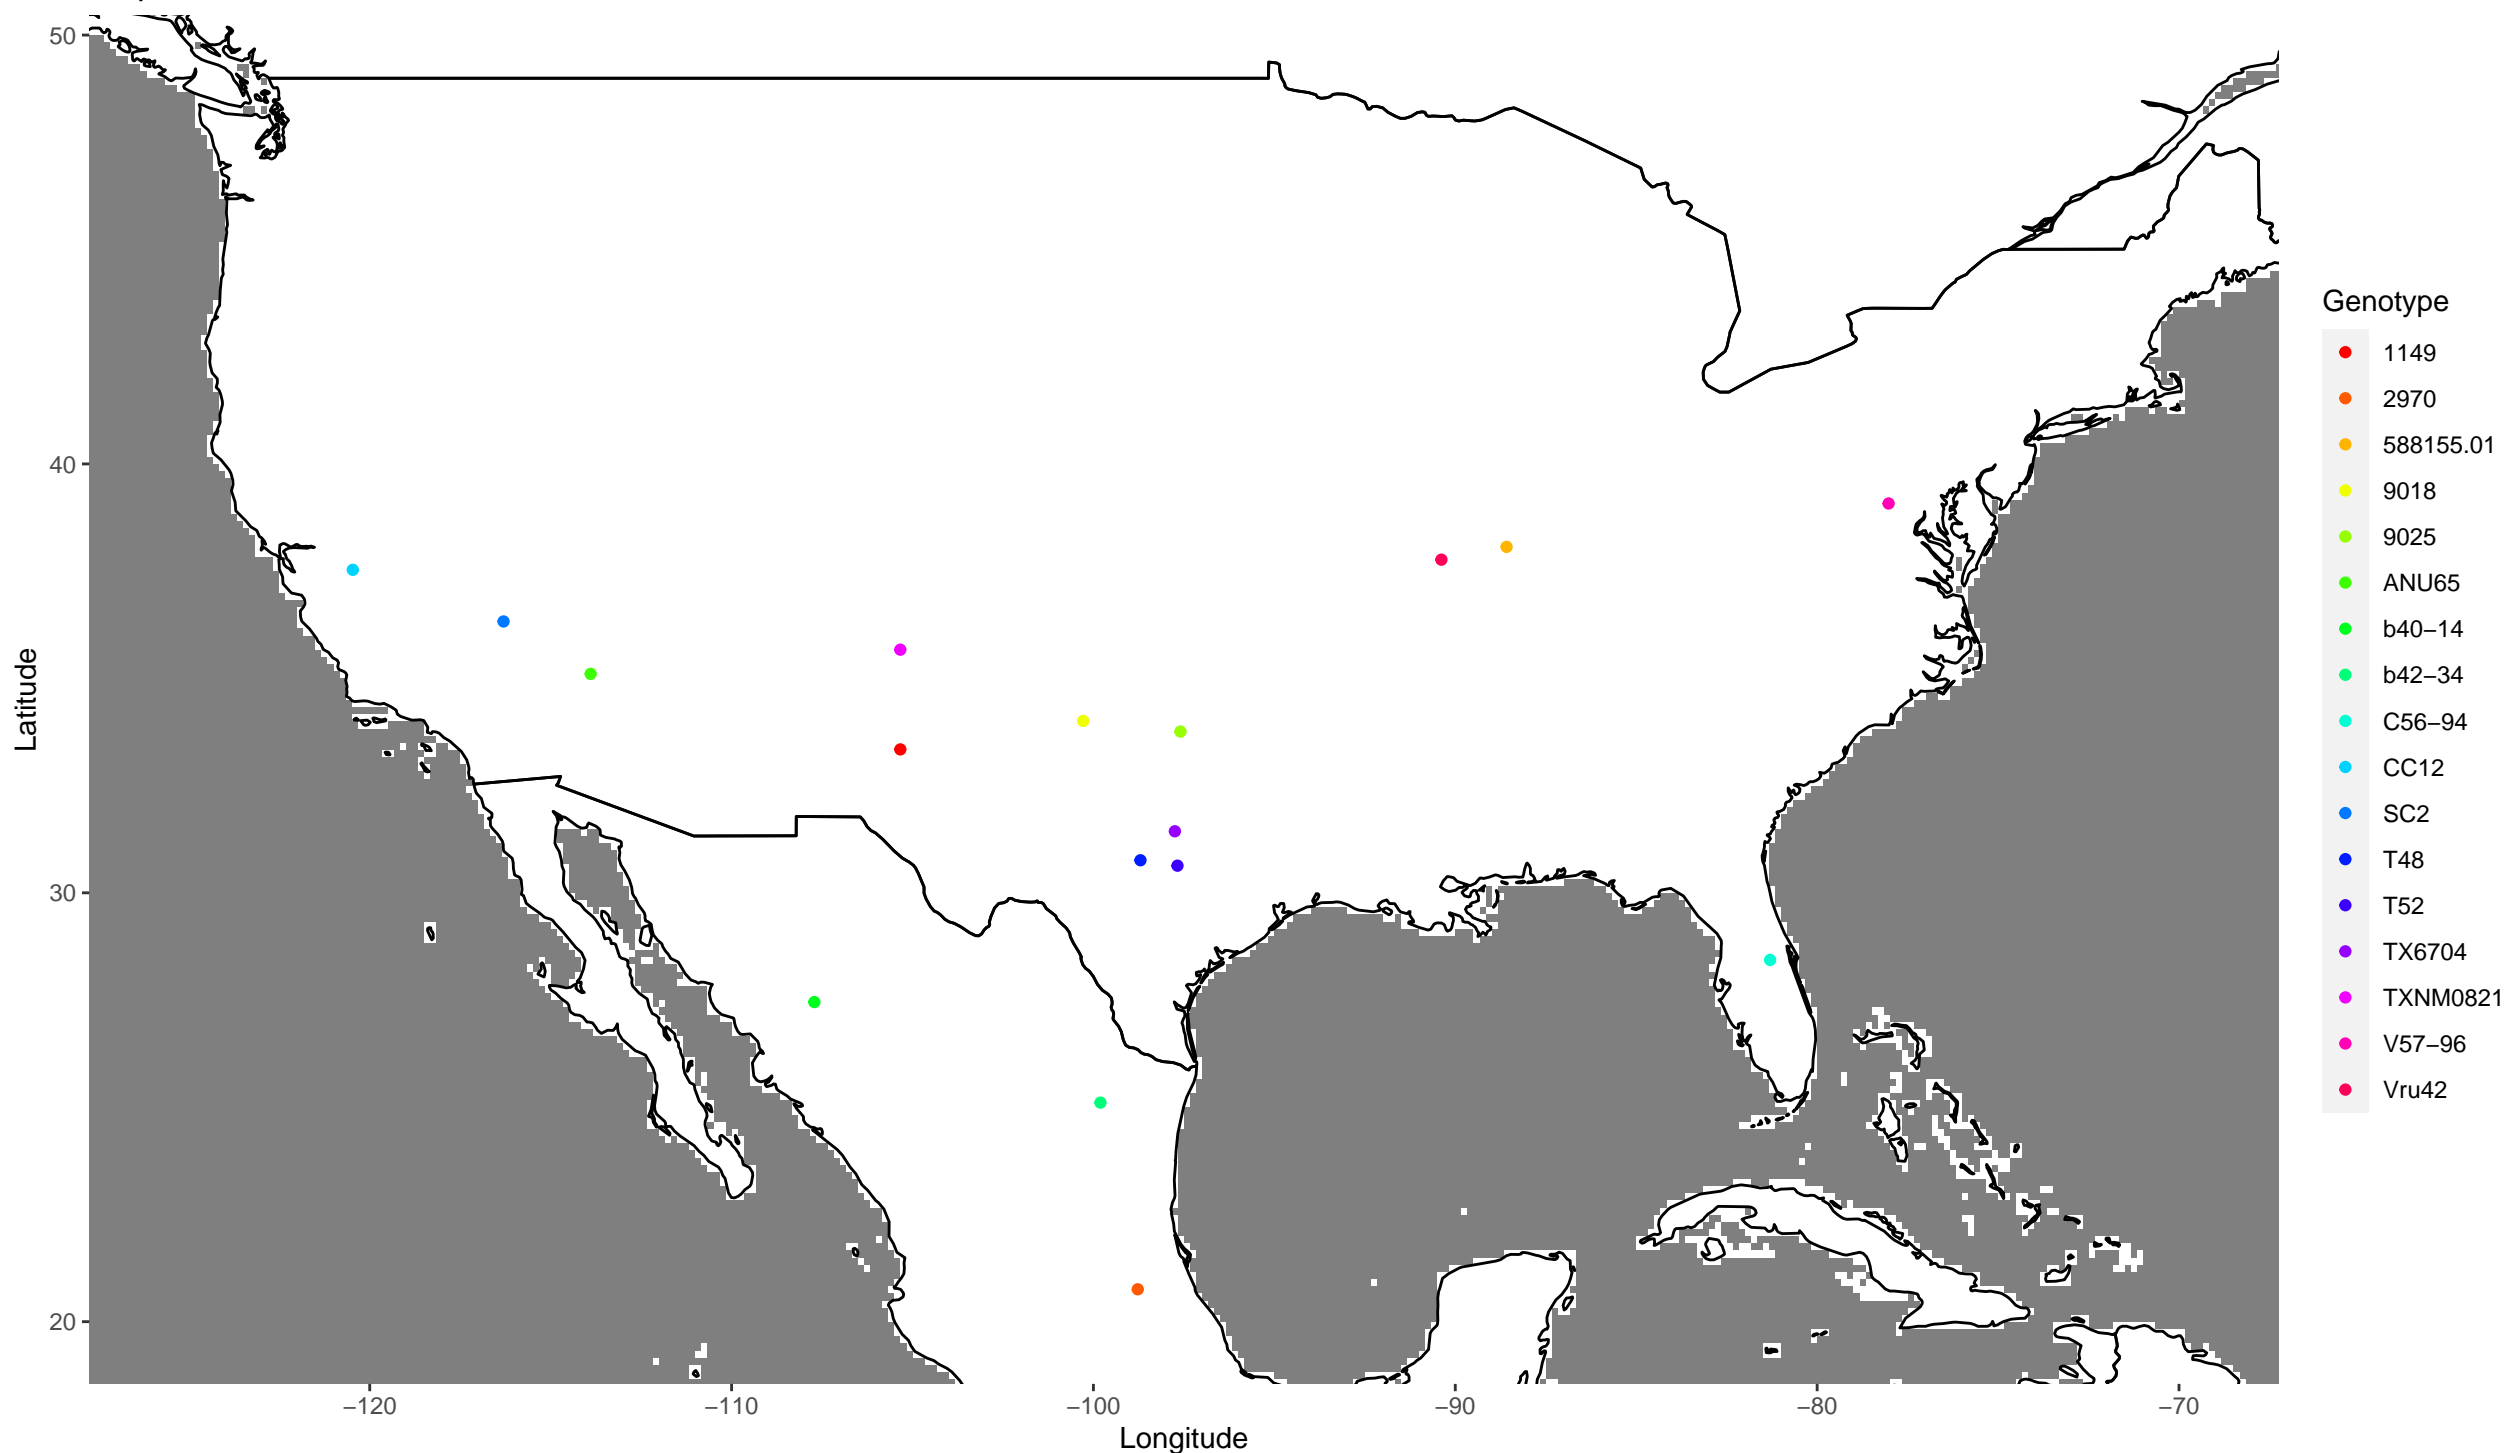 50
40
30
20
Latitude
−120
−110
−100
−90
−80
−70
Longitude
Genotype
1149
2970
588155.01
9018
9025
ANU65
b40−14
b42−34
C56−94
CC12
SC2
T48
T52
TX6704
TXNM0821
V57−96
Vru42